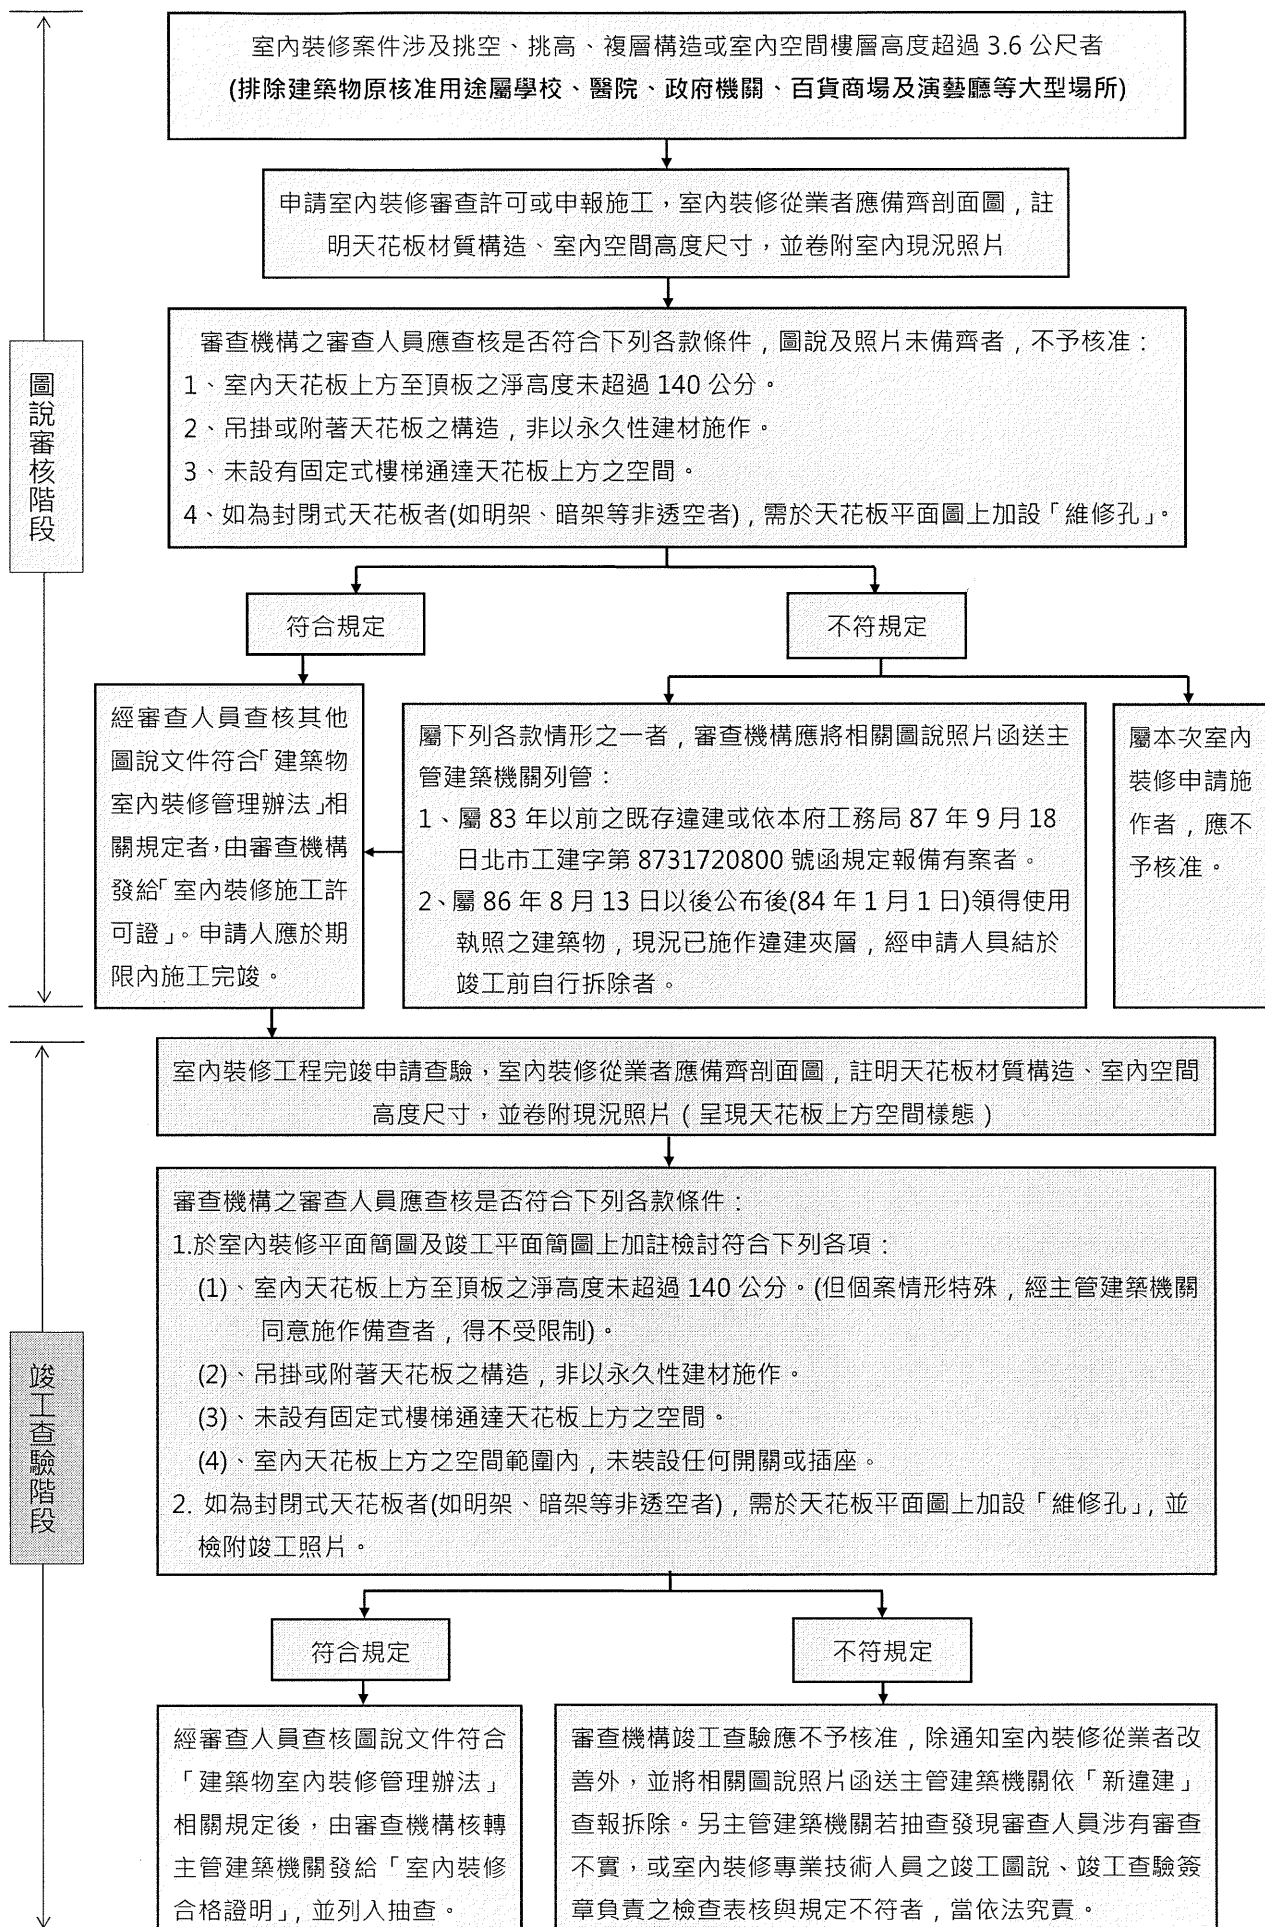 室內裝修案件涉及挑空、挑高、複層構造或室內空間樓層高度超過 3.6 公尺者
(排除建築物原核准用途屬學校、醫院、政府機關、百貨商場及演藝廳等大型場所)
申請室內裝修審查許可或申報施工，室內裝修從業者應備齊剖面圖，註
明天花板材質構造、室內空間高度尺寸，並卷附室內現況照片
圖說審核階段
審查機構之審查人員應查核是否符合下列各款條件，圖說及照片未備齊者，不予核准：
1、室內天花板上方至頂板之淨高度未超過 140 公分。
2、吊掛或附著天花板之構造，非以永久性建材施作。
3、未設有固定式樓梯通達天花板上方之空間。
4、如為封閉式天花板者(如明架、暗架等非透空者)，需於天花板平面圖上加設「維修孔」。
符合規定
不符規定
經審查人員查核其他
圖說文件符合「建築物
室內裝修管理辦法」相
關規定者，由審查機構
發給「室內裝修施工許
可證」。申請人應於期
限內施工完竣。
屬下列各款情形之一者，審查機構應將相關圖說照片函送主
管建築機關列管：
1、屬 83 年以前之既存違建或依本府工務局 87 年 9 月 18
日北市工建字第 8731720800 號函規定報備有案者。
2、屬 86 年 8 月 13 日以後公布後(84 年 1 月 1 日)領得使用
執照之建築物，現況已施作違建夾層，經申請人具結於
竣工前自行拆除者。
屬本次室內
裝修申請施
作者，應不
予核准。
室內裝修工程完竣申請查驗，室內裝修從業者應備齊剖面圖，註明天花板材質構造、室內空間
高度尺寸，並卷附現況照片（呈現天花板上方空間樣態）
竣工查驗階段
審查機構之審查人員應查核是否符合下列各款條件：
1.於室內裝修平面簡圖及竣工平面簡圖上加註檢討符合下列各項：
(1)、室內天花板上方至頂板之淨高度未超過 140 公分。(但個案情形特殊，經主管建築機關
同意施作備查者，得不受限制)。
(2)、吊掛或附著天花板之構造，非以永久性建材施作。
(3)、未設有固定式樓梯通達天花板上方之空間。
(4)、室內天花板上方之空間範圍內，未裝設任何開關或插座。
2. 如為封閉式天花板者(如明架、暗架等非透空者)，需於天花板平面圖上加設「維修孔」，並
檢附竣工照片。
符合規定
不符規定
經審查人員查核圖說文件符合
「建築物室內裝修管理辦法」
相關規定後，由審查機構核轉
主管建築機關發給「室內裝修
合格證明」，並列入抽查。
審查機構竣工查驗應不予核准，除通知室內裝修從業者改
善外，並將相關圖說照片函送主管建築機關依「新違建」
查報拆除。另主管建築機關若抽查發現審查人員涉有審查
不實，或室內裝修專業技術人員之竣工圖說、竣工查驗簽
章負責之檢查表核與規定不符者，當依法究責。